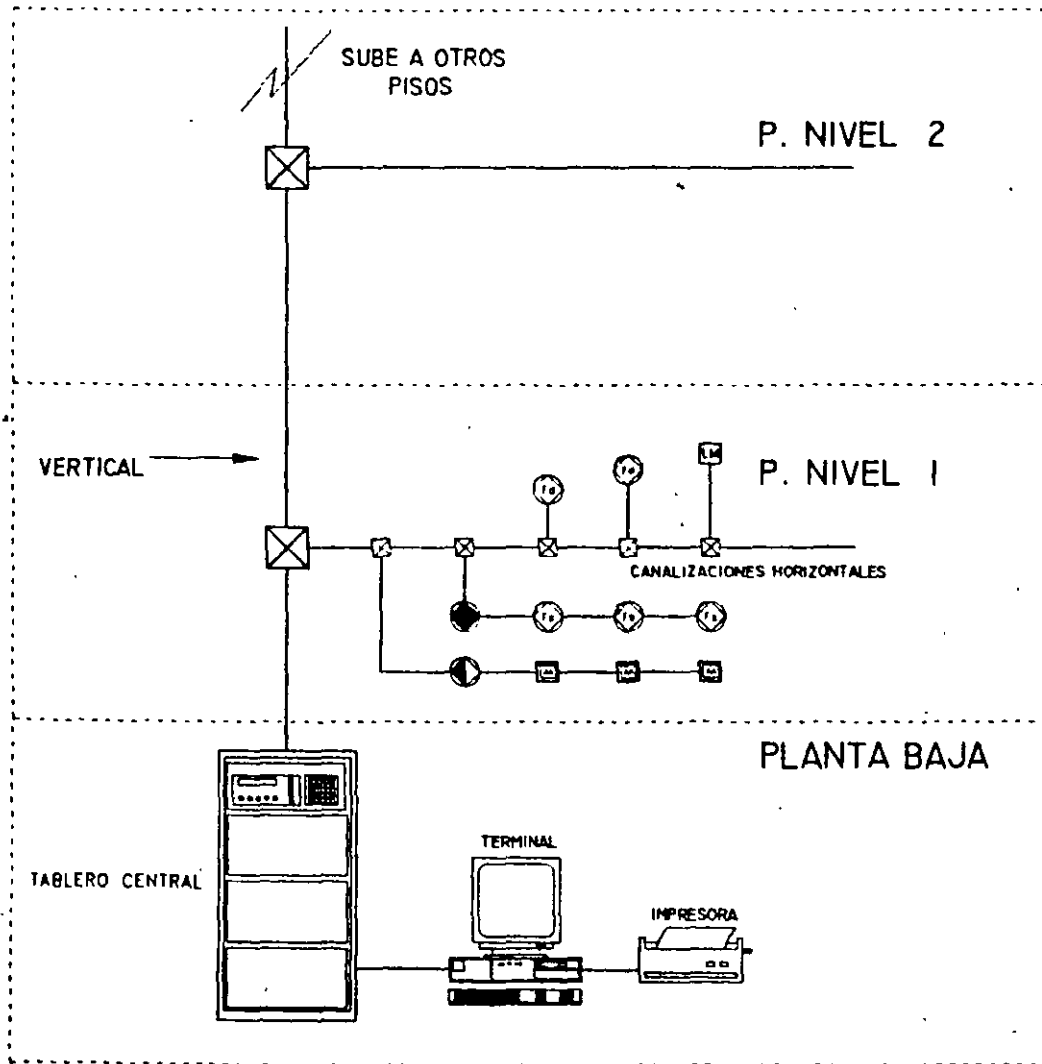 SUBE A OTROS
PISOS
P. NIVEL 2
VERTICAL
P. NIVEL 1
CANALIZACIONES HORIZONTALES
PLANTA BAJA
TERMINAL
TABLERO CENTRAL
IMPRESORA